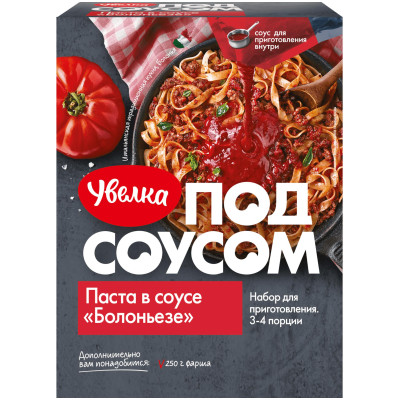 соус для
приготовления
внутри
Увелка
ПОД
СОУСОМ
Паста в соусе
«Болоньезе»
Набор для
приготовления.
3-4 порции
Дополнительно
вам понадобится:
250 г. фарша